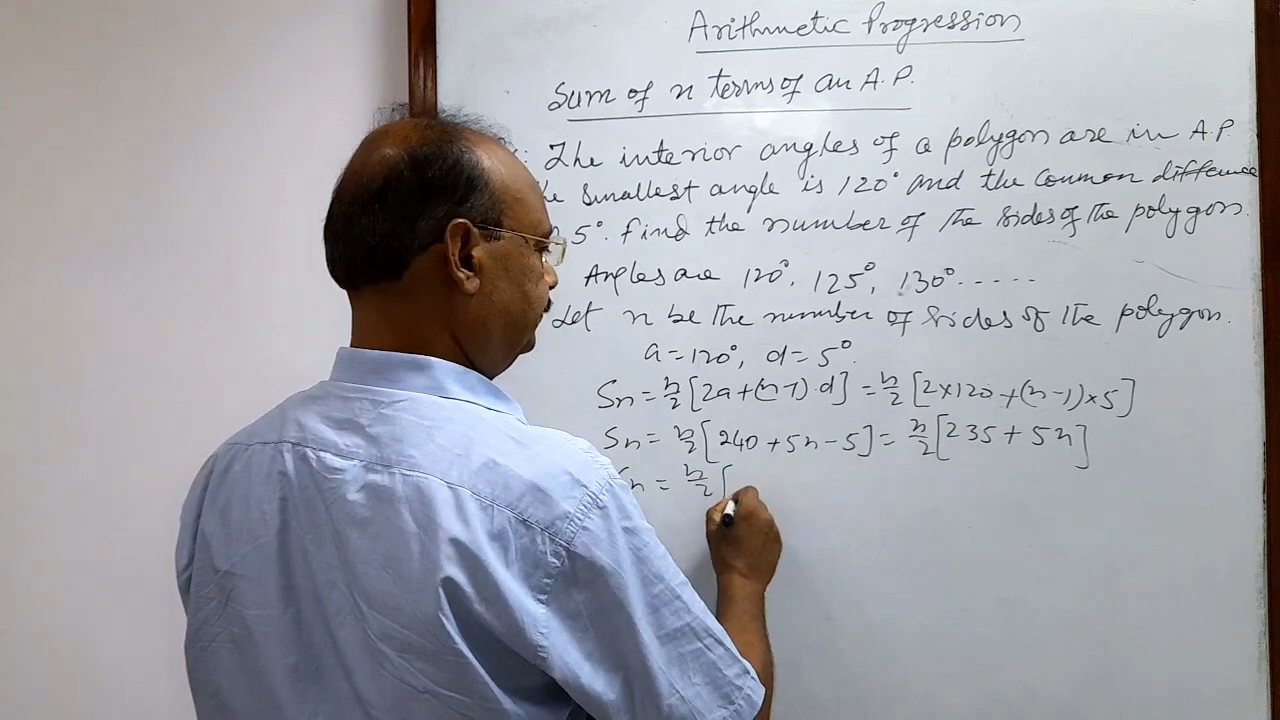 Arithmetic Progression
Sum of n terms of an A.P.
: The interior angles of a polygon are in A.P
smallest angle is 120° and the common difference
5°. find the number of the sides of the polygon.
Angles are 120°, 125°, 130°......
Let n be the number of sides of the polygon.
a = 120°, d = 5°.
Sn = n/2 [2a + (n-1).d] = n/2 [2×120 + (n-1)×5]
Sn = n/2 [240 + 5n - 5] = n/2 [235 + 5n]
Sn = n/2 [